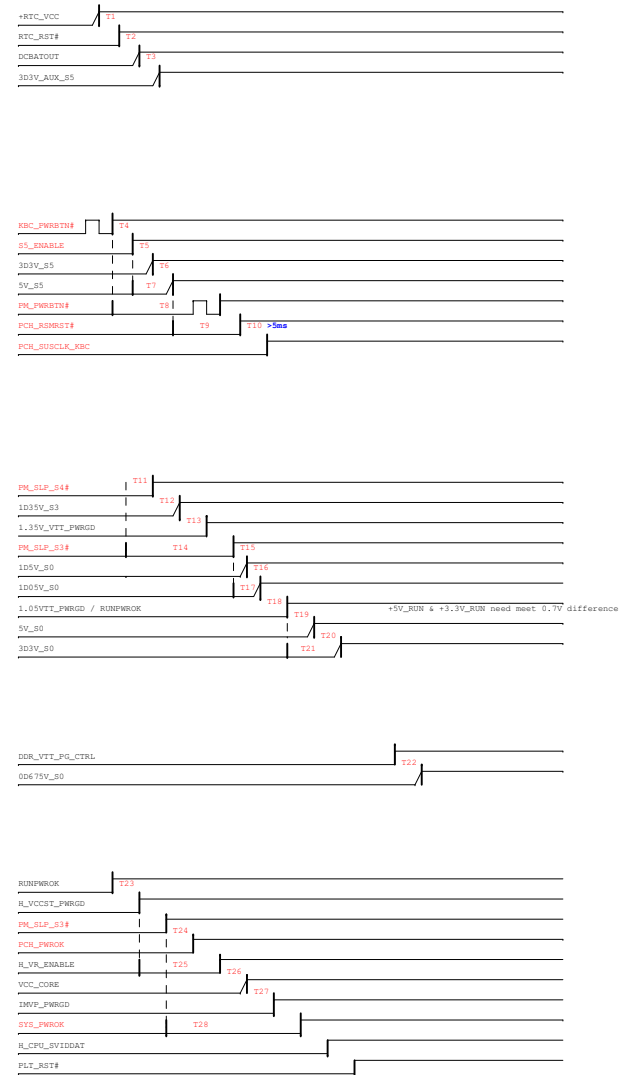 +RTC_VCC T1
RTC_RST# T2
DCBATOUT T3
3D3V_AUX_S5
KBC_PWRBTN# T4
S5_ENABLE T5
3D3V_S5 T6
5V_S5 T7
PM_PWRBTN# T8
PCH_RSMRST# T9 T10 >5ms
PCH_SUSCLK_KBC
T11
PM_SLP_S4#
1D35V_S3 T12
1.35V_VTT_PWRGD T13
PM_SLP_S3# T14 T15
1D5V_S0 T16
1D05V_S0 T17
T18
1.05VTT_PWRGD / RUNPWROK +5V_RUN & +3.3V_RUN need meet 0.7V difference
T19
5V_S0 T20
3D3V_S0 T21
DDR_VTT_PG_CTRL T22
0D675V_S0
RUNPWROK T23
H_VCCST_PWRGD
PM_SLP_S3# T24
PCH_PWROK
H_VR_ENABLE T25 T26
VCC_CORE T27
IMVP_PWRGD
SYS_PWROK T28
H_CPU_SVIDDAT
PLT_RST#